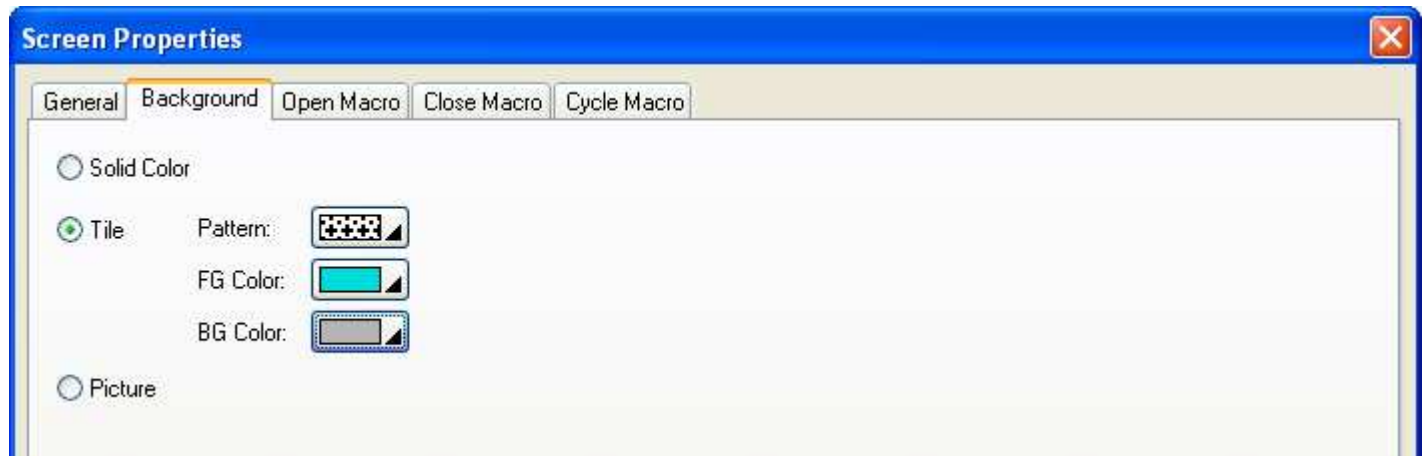 Screen Properties
General Background Open Macro Close Macro Cycle Macro
Solid Color
Tile Pattern:
FG Color:
BG Color:
Picture